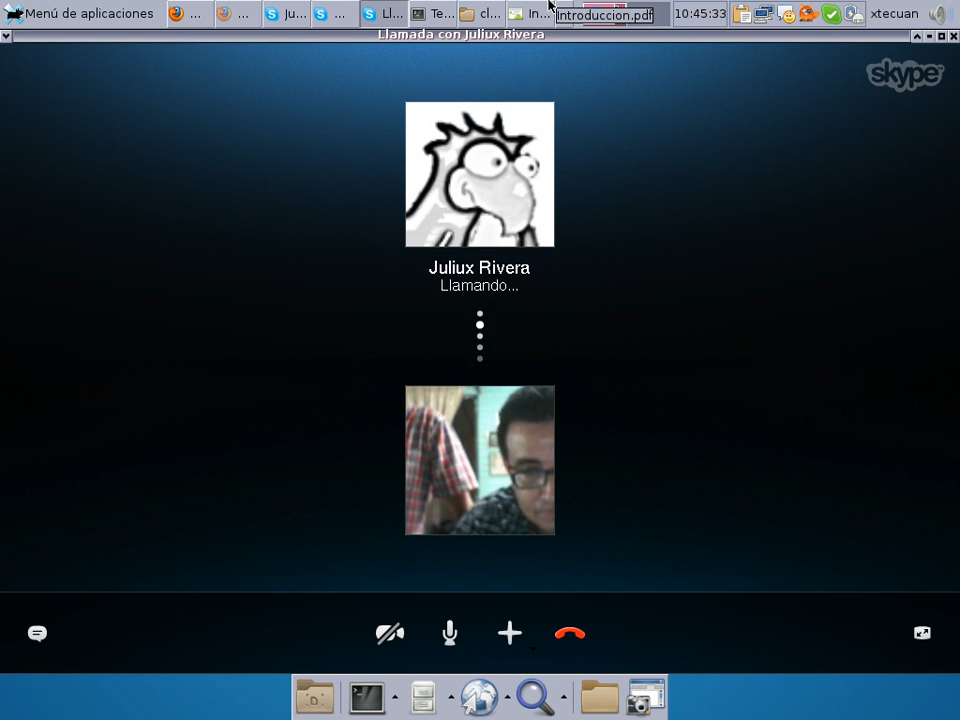 Menú de aplicaciones ... ... Ju... ... Ll... Te... cl... In... Introduccion.pdf 10:45:33 xtecuan
Llamada con Juliux Rivera
skype
Juliux Rivera
Llamando...